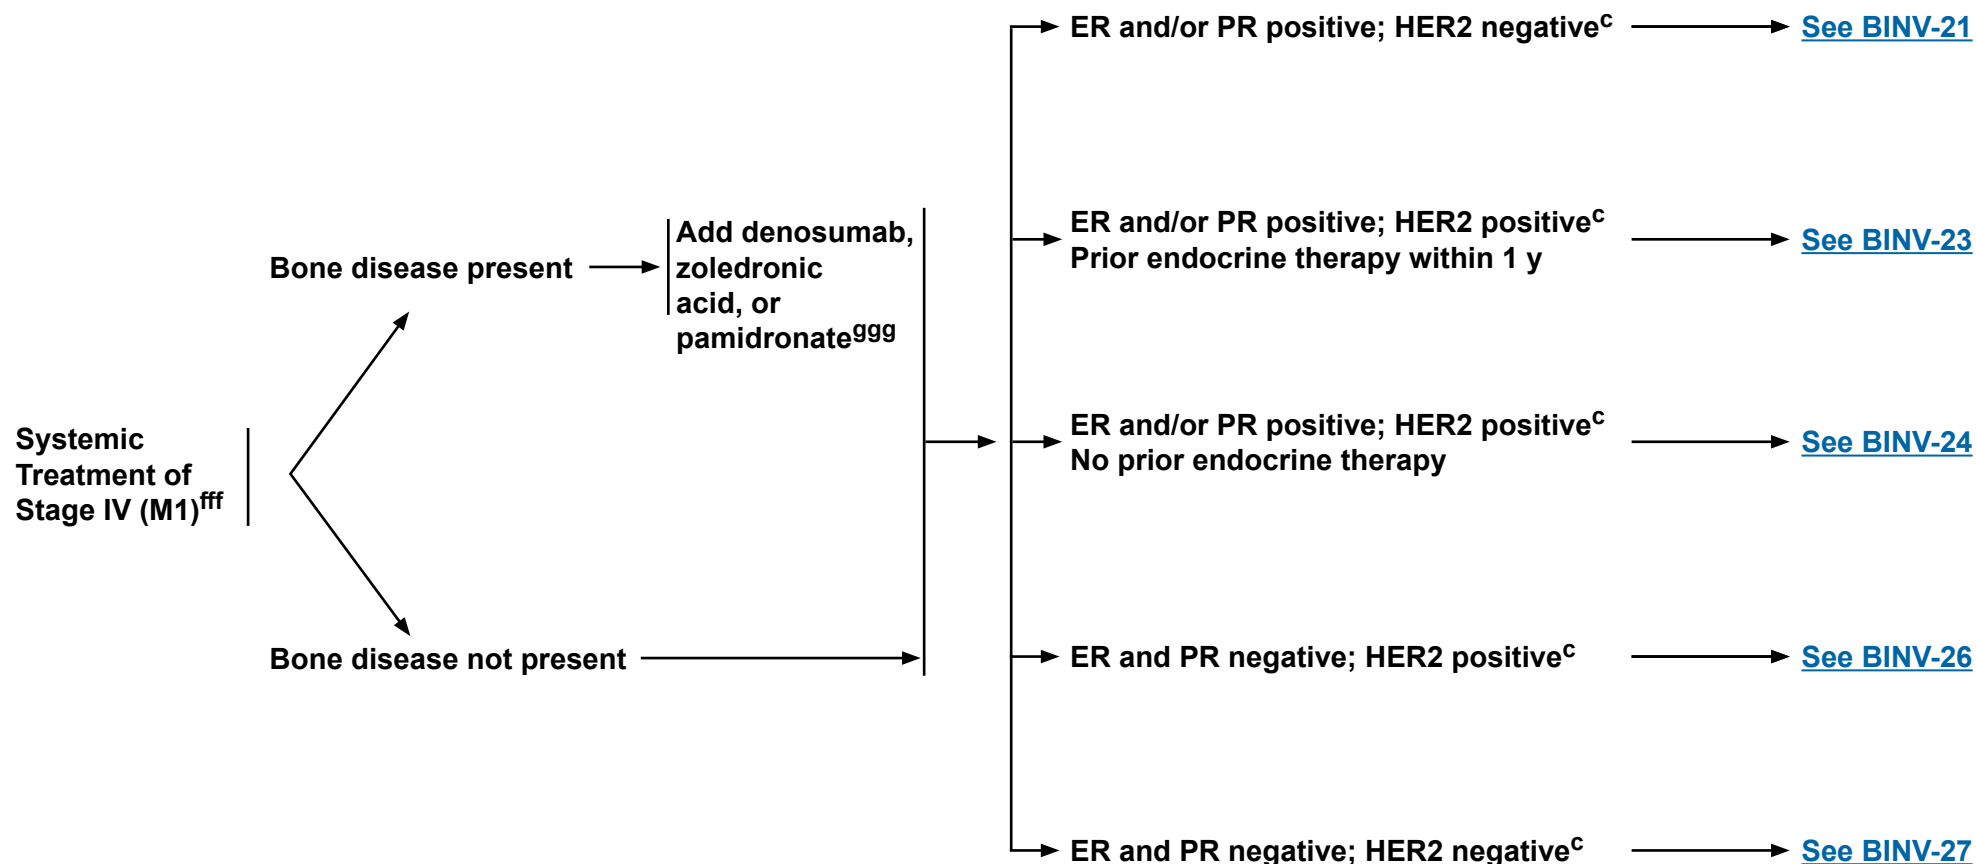 Systemic
Treatment of
Stage IV (M1)fff
Bone disease present
Add denosumab,
zoledronic
acid, or
pamidronateggg
Bone disease not present
ER and/or PR positive; HER2 negativec
See BINV-21
ER and/or PR positive; HER2 positivec
Prior endocrine therapy within 1 y
See BINV-23
ER and/or PR positive; HER2 positivec
No prior endocrine therapy
See BINV-24
ER and PR negative; HER2 positivec
See BINV-26
ER and PR negative; HER2 negativec
See BINV-27